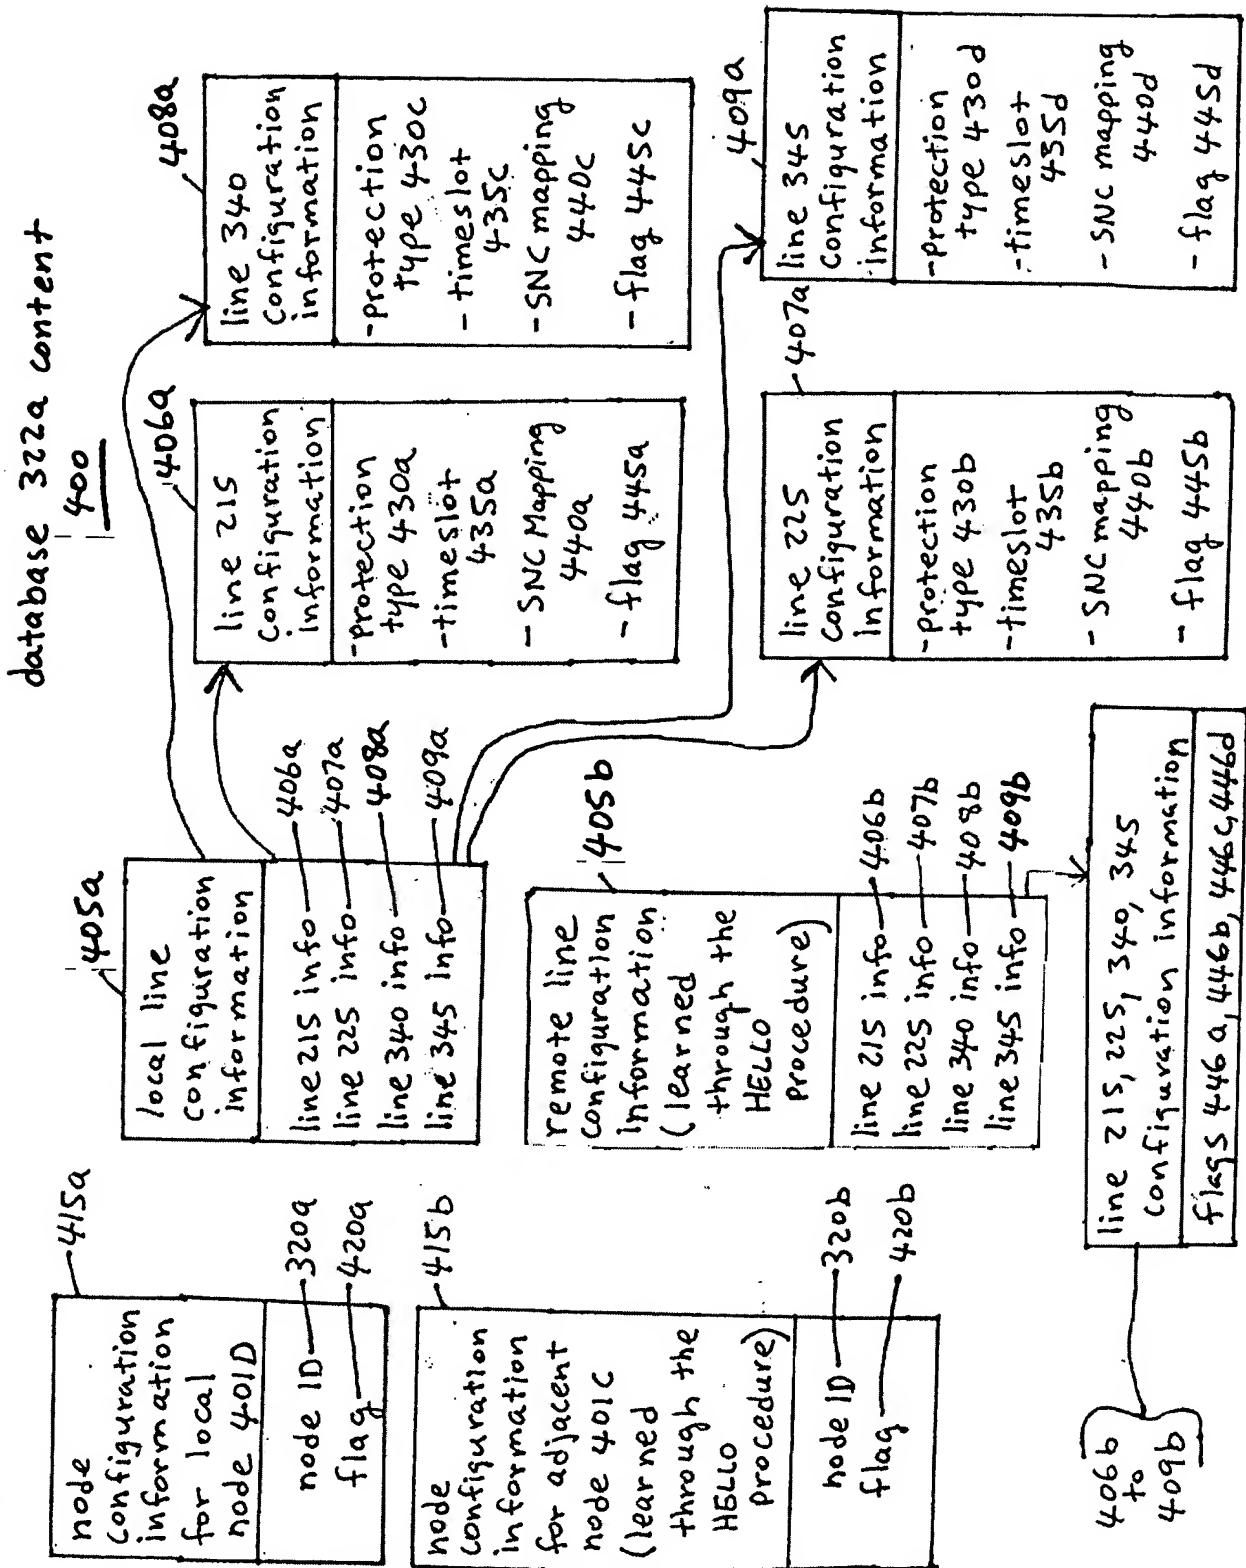 database 322a content
400
415a
node
configuration
information
for local
node 401D
node ID 320a
flag 420a
415b
node
configuration
information
for adjacent
node 401C
(learned
through the
HELLO
procedure)
node ID 320b
flag 420b
405a
local line
configuration
information
line 215 info 406a
line 225 info 407a
line 340 info 408a
line 345 info 409a
405b
remote line
configuration
information
(learned
through the
HELLO
procedure)
line 215 info 406b
line 225 info 407b
line 340 info 408b
line 345 info 409b
406b
to
409b
line 215, 225, 340, 345
configuration information
flags 446a, 446b, 446c, 446d
406a
line 215
configuration
information
-protection
type 430a
-timeslot
435a
- SNC Mapping
440a
- flag 445a
408a
line 340
configuration
information
-protection
type 430c
- timeslot
435c
-SNC mapping
440c
-flag 445c
407a
line 225
configuration
information
-protection
type 430b
-timeslot
435b
- SNC mapping
440b
- flag 445b
409a
line 345
configuration
information
-protection
type 430d
-timeslot
435d
- SNC mapping
440d
- flag 445d